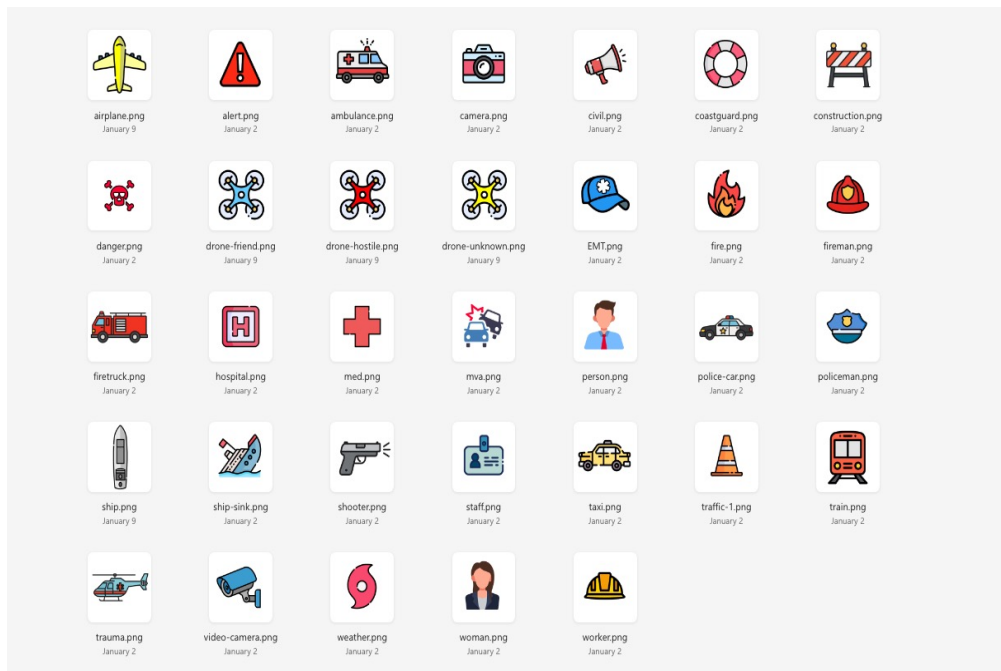 airplane.png
January 9
alert.png
January 2
ambulance.png
January 2
camera.png
January 2
civil.png
January 2
coastguard.png
January 2
construction.png
January 2
danger.png
January 2
drone-friend.png
January 9
drone-hostile.png
January 9
drone-unknown.png
January 9
EMT.png
January 2
fire.png
January 2
fireman.png
January 2
firetruck.png
January 2
H
hospital.png
January 2
med.png
January 2
mva.png
January 2
person.png
January 2
police-car.png
January 2
policeman.png
January 2
ship.png
January 9
ship-sink.png
January 2
shooter.png
January 2
staff.png
January 2
taxi.png
January 2
traffic-1.png
January 2
train.png
January 2
trauma.png
January 2
video-camera.png
January 2
weather.png
January 2
woman.png
January 2
worker.png
January 2